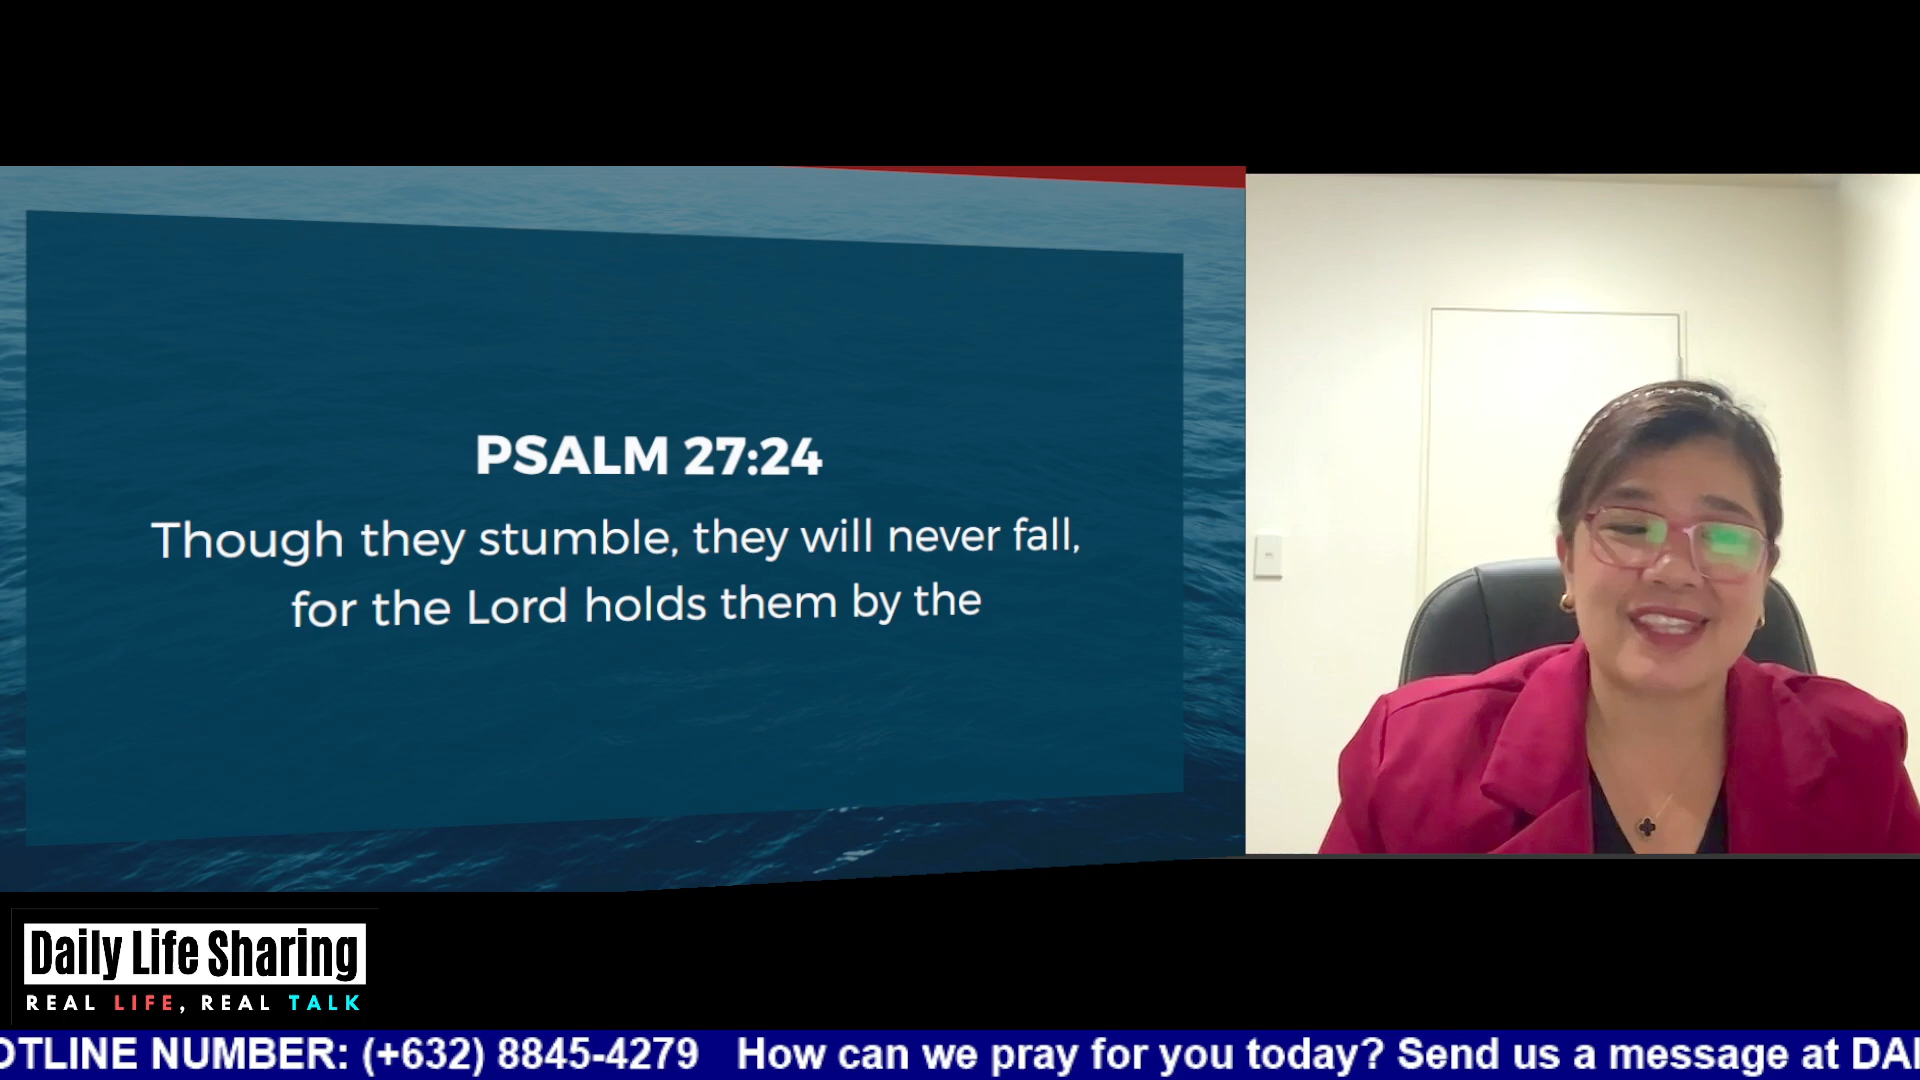 PSALM 27:24
Though they stumble, they will never fall,
for the Lord holds them by the
Daily Life Sharing
REAL LIFE, REAL TALK
OTLINE NUMBER: (+632) 8845-4279 How can we pray for you today? Send us a message at DAI